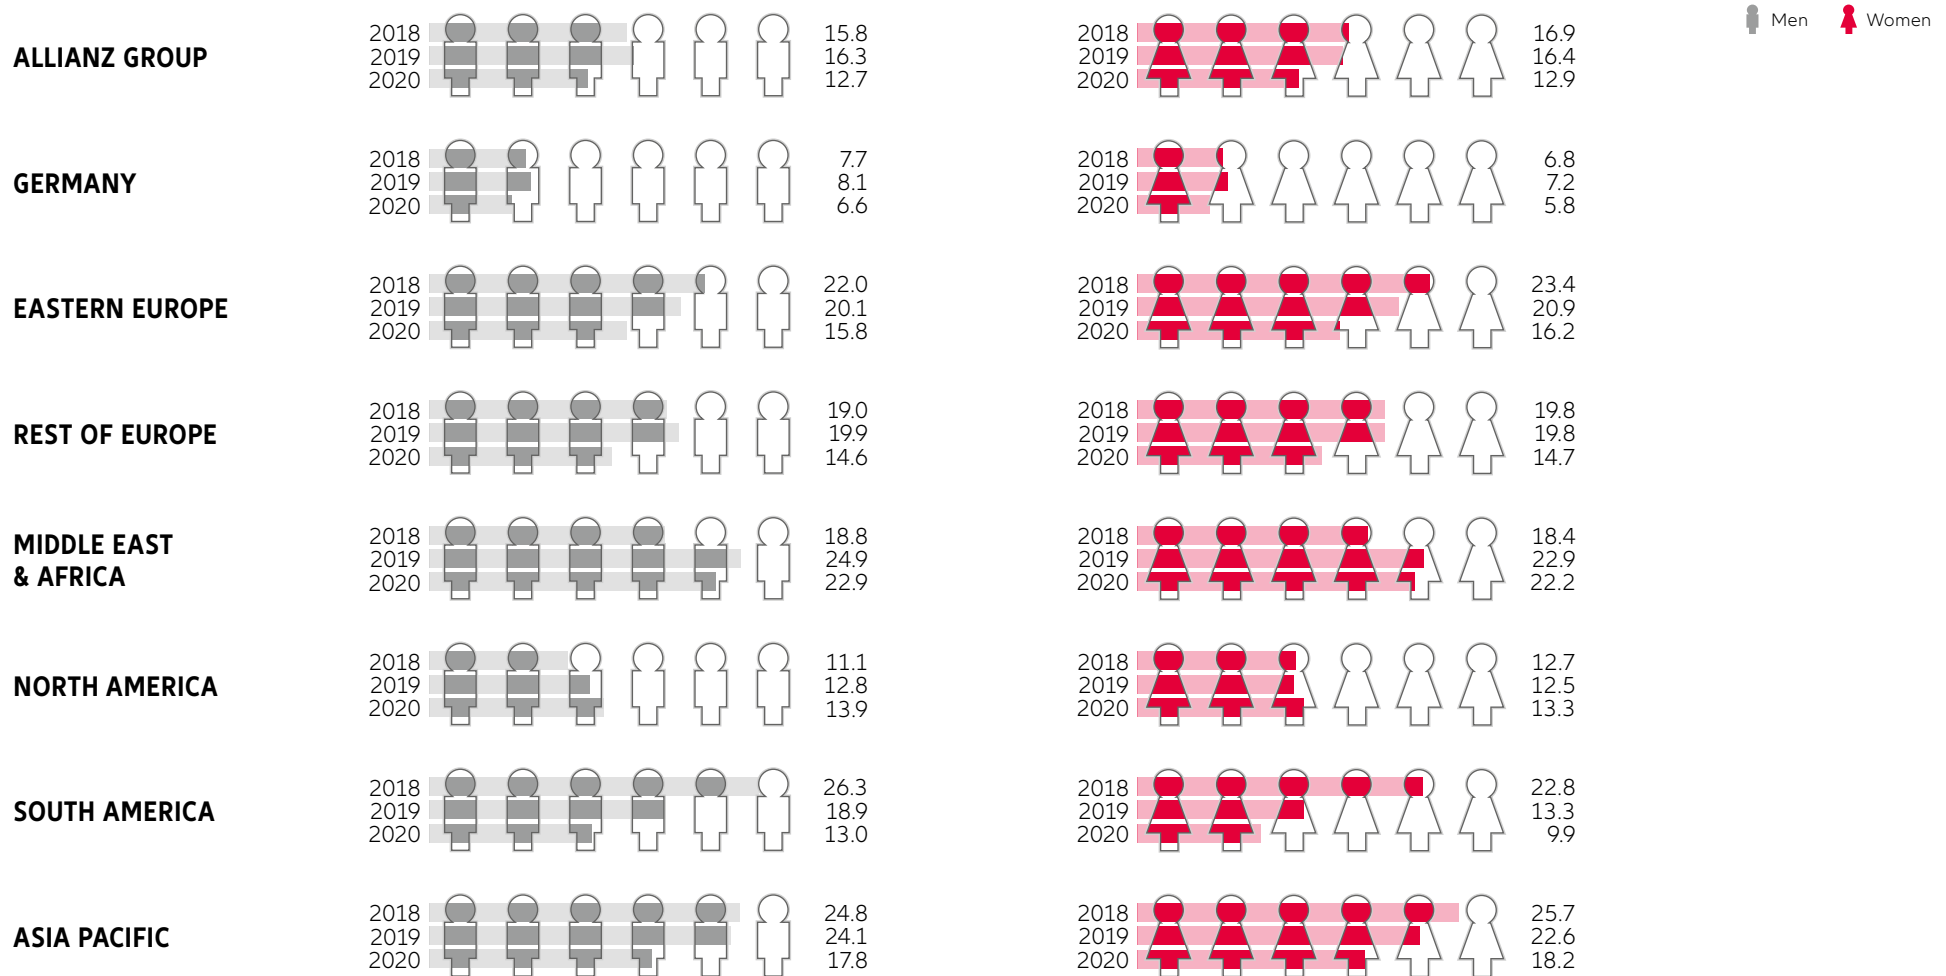 Men Women
ALLIANZ GROUP
2018 15.8 2018 16.9
2019 16.3 2019 16.4
2020 12.7 2020 12.9
GERMANY
2018 7.7 2018 6.8
2019 8.1 2019 7.2
2020 6.6 2020 5.8
EASTERN EUROPE
2018 22.0 2018 23.4
2019 20.1 2019 20.9
2020 15.8 2020 16.2
REST OF EUROPE
2018 19.0 2018 19.8
2019 19.9 2019 19.8
2020 14.6 2020 14.7
MIDDLE EAST
& AFRICA
2018 18.8 2018 18.4
2019 24.9 2019 22.9
2020 22.9 2020 22.2
NORTH AMERICA
2018 11.1 2018 12.7
2019 12.8 2019 12.5
2020 13.9 2020 13.3
SOUTH AMERICA
2018 26.3 2018 22.8
2019 18.9 2019 13.3
2020 13.0 2020 9.9
ASIA PACIFIC
2018 24.8 2018 25.7
2019 24.1 2019 22.6
2020 17.8 2020 18.2